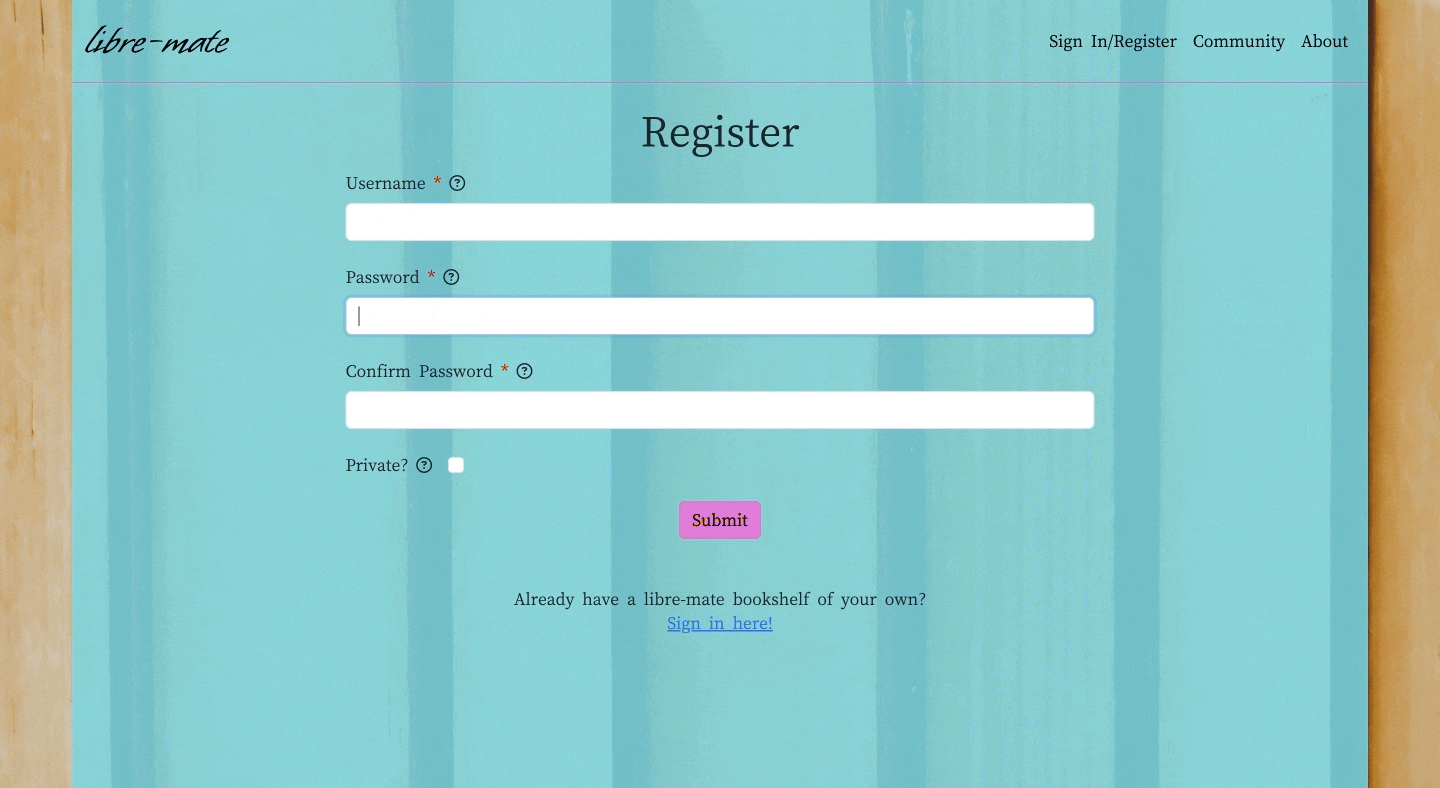 libre-mate
Sign In/Register Community About
Register
Username * ?
Password * ?
Confirm Password * ?
Private? ?
Submit
Already have a libre-mate bookshelf of your own?
Sign in here!